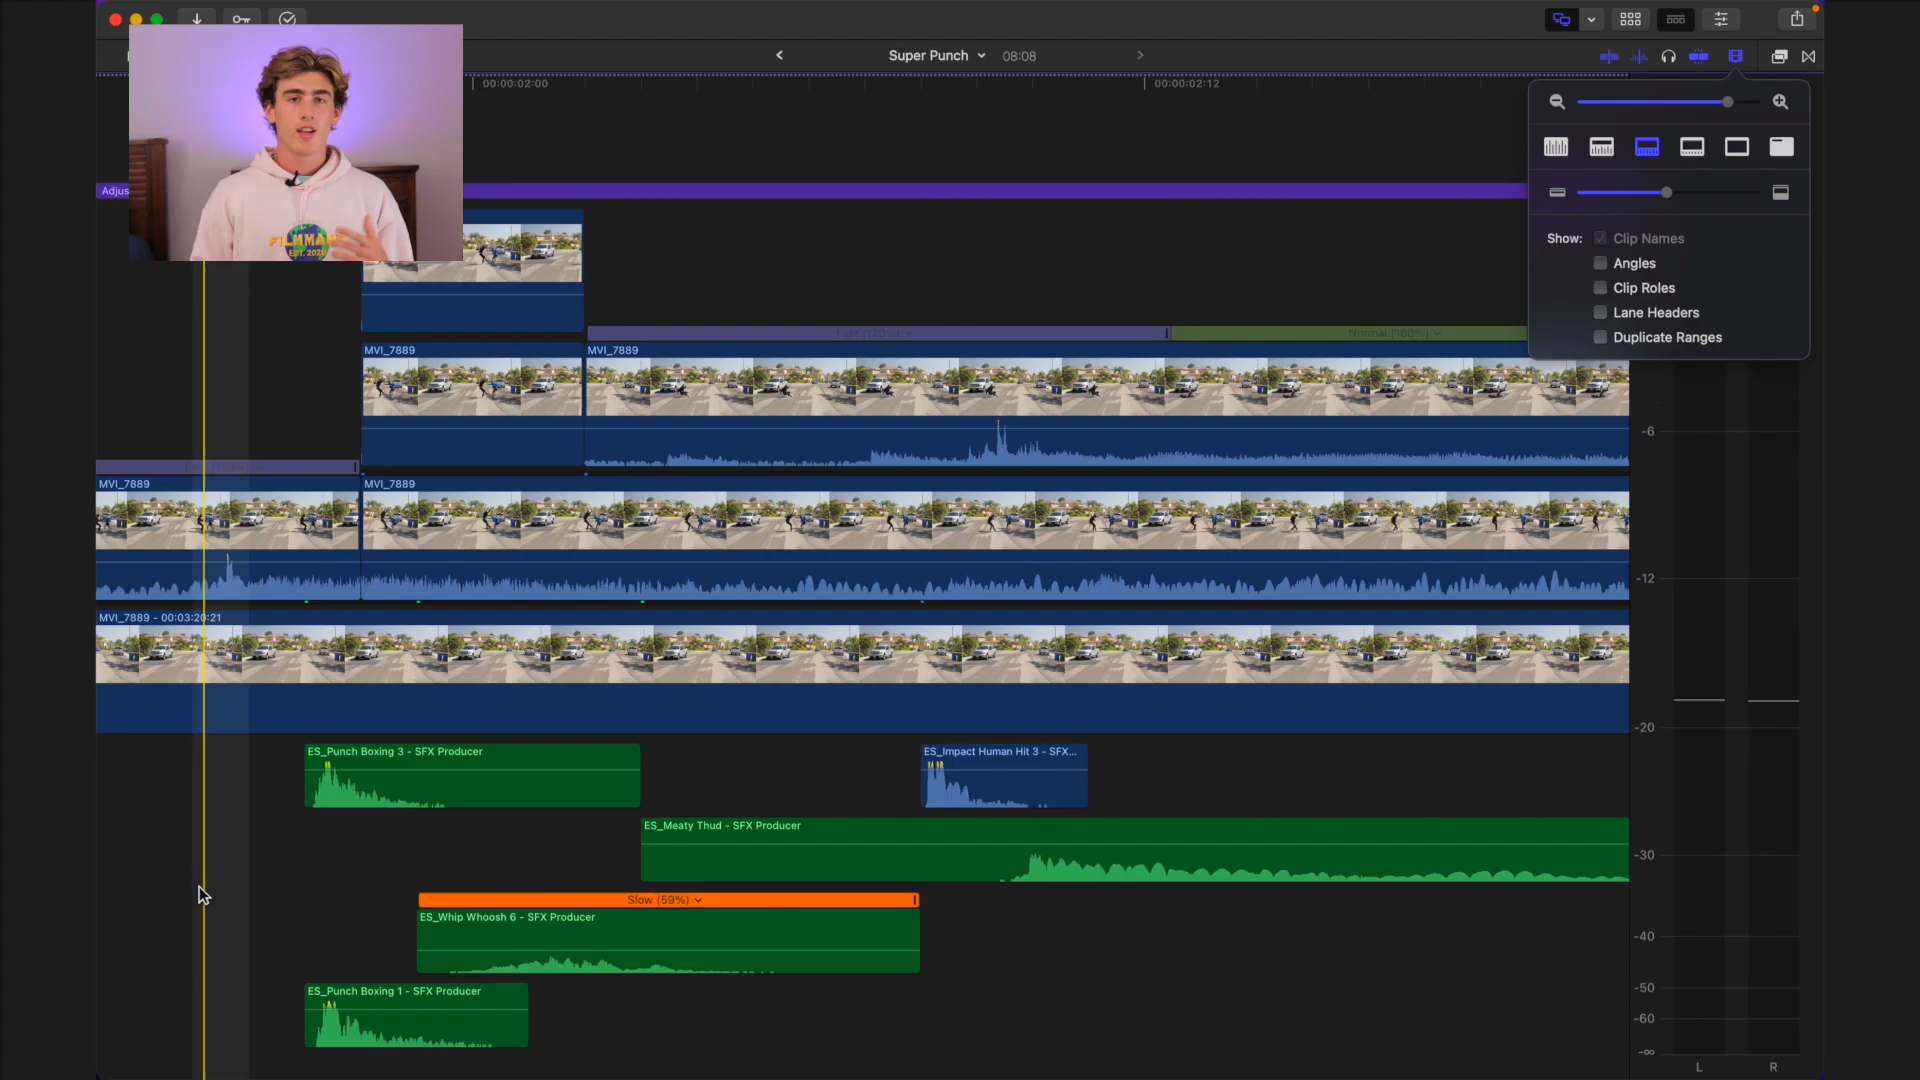 Super Punch 08:08
00:00:02:00
00:00:02:12
FILMMA
EST. 2020
Adjus
Show: Clip Names
Angles
Clip Roles
Lane Headers
Duplicate Ranges
Normal (100%)
MVI_7889
MVI_7889
-6
MVI_7889
MVI_7889
-12
MVI_7889 - 00:03:20:21
-20
ES_Punch Boxing 3 - SFX Producer
ES_Impact Human Hit 3 - SFX...
ES_Meaty Thud - SFX Producer
-30
Slow (59%)
ES_Whip Whoosh 6 - SFX Producer
-40
ES_Punch Boxing 1 - SFX Producer
-50
-60
-∞
L R